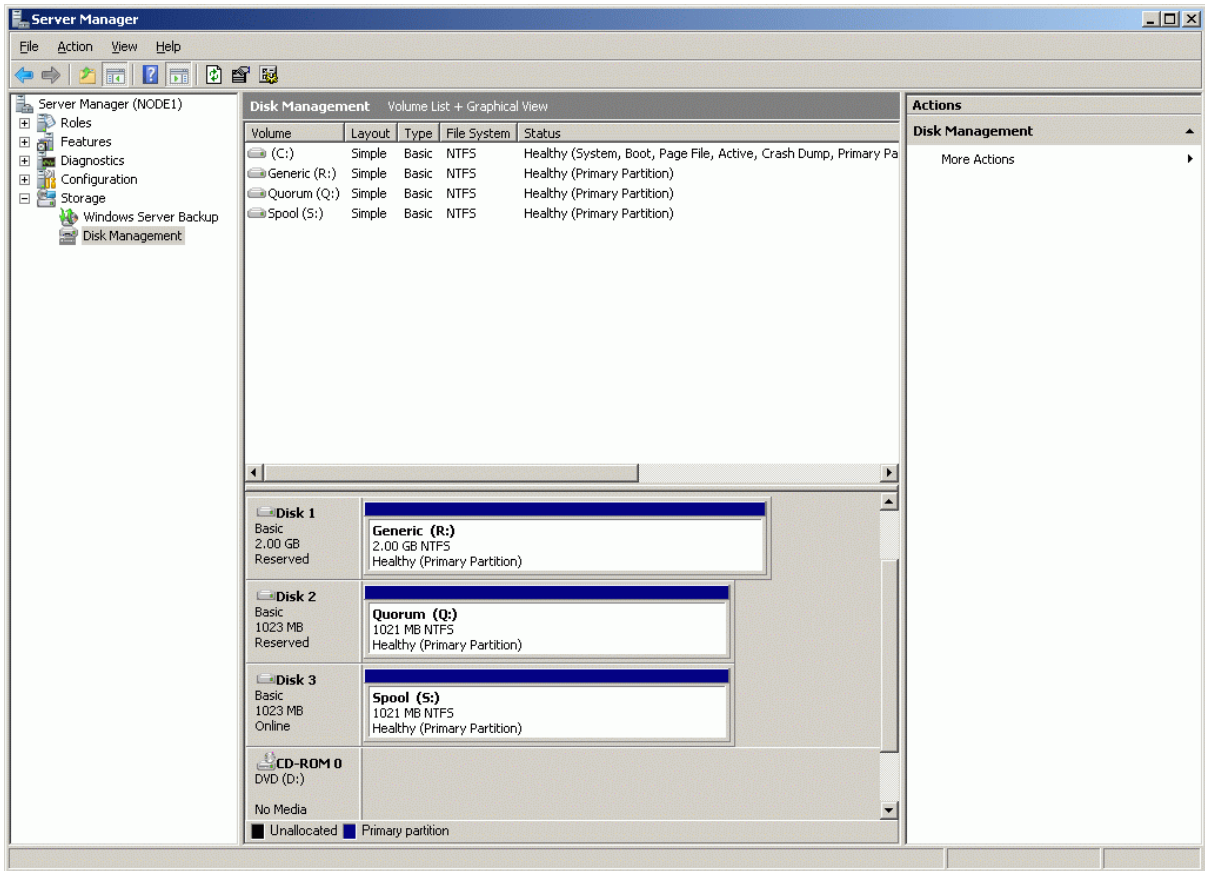 Server Manager
File Action View Help
Server Manager (NODE1)
Roles
Features
Diagnostics
Configuration
Storage
Windows Server Backup
Disk Management
Disk Management Volume List + Graphical View
Volume Layout Type File System Status
(C:) Simple Basic NTFS Healthy (System, Boot, Page File, Active, Crash Dump, Primary Pa
Generic (R:) Simple Basic NTFS Healthy (Primary Partition)
Quorum (Q:) Simple Basic NTFS Healthy (Primary Partition)
Spool (S:) Simple Basic NTFS Healthy (Primary Partition)
Disk 1
Basic
2.00 GB
Reserved
Generic (R:)
2.00 GB NTFS
Healthy (Primary Partition)
Disk 2
Basic
1023 MB
Reserved
Quorum (Q:)
1021 MB NTFS
Healthy (Primary Partition)
Disk 3
Basic
1023 MB
Online
Spool (S:)
1021 MB NTFS
Healthy (Primary Partition)
CD-ROM 0
DVD (D:)
No Media
Unallocated Primary partition
Actions
Disk Management
More Actions